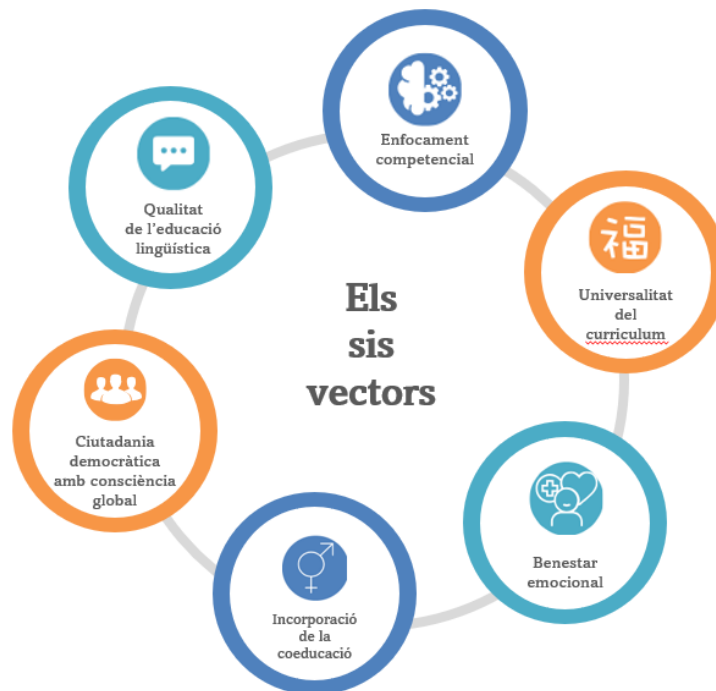 Enfocament
competencial
Qualitat
de l'educació
lingüística
福
Universalitat
del
curriculum
Els
sis
vectors
Ciutadania
democràtica
amb consciència
global
Benestar
emocional
Incorporació
de la
coeducació